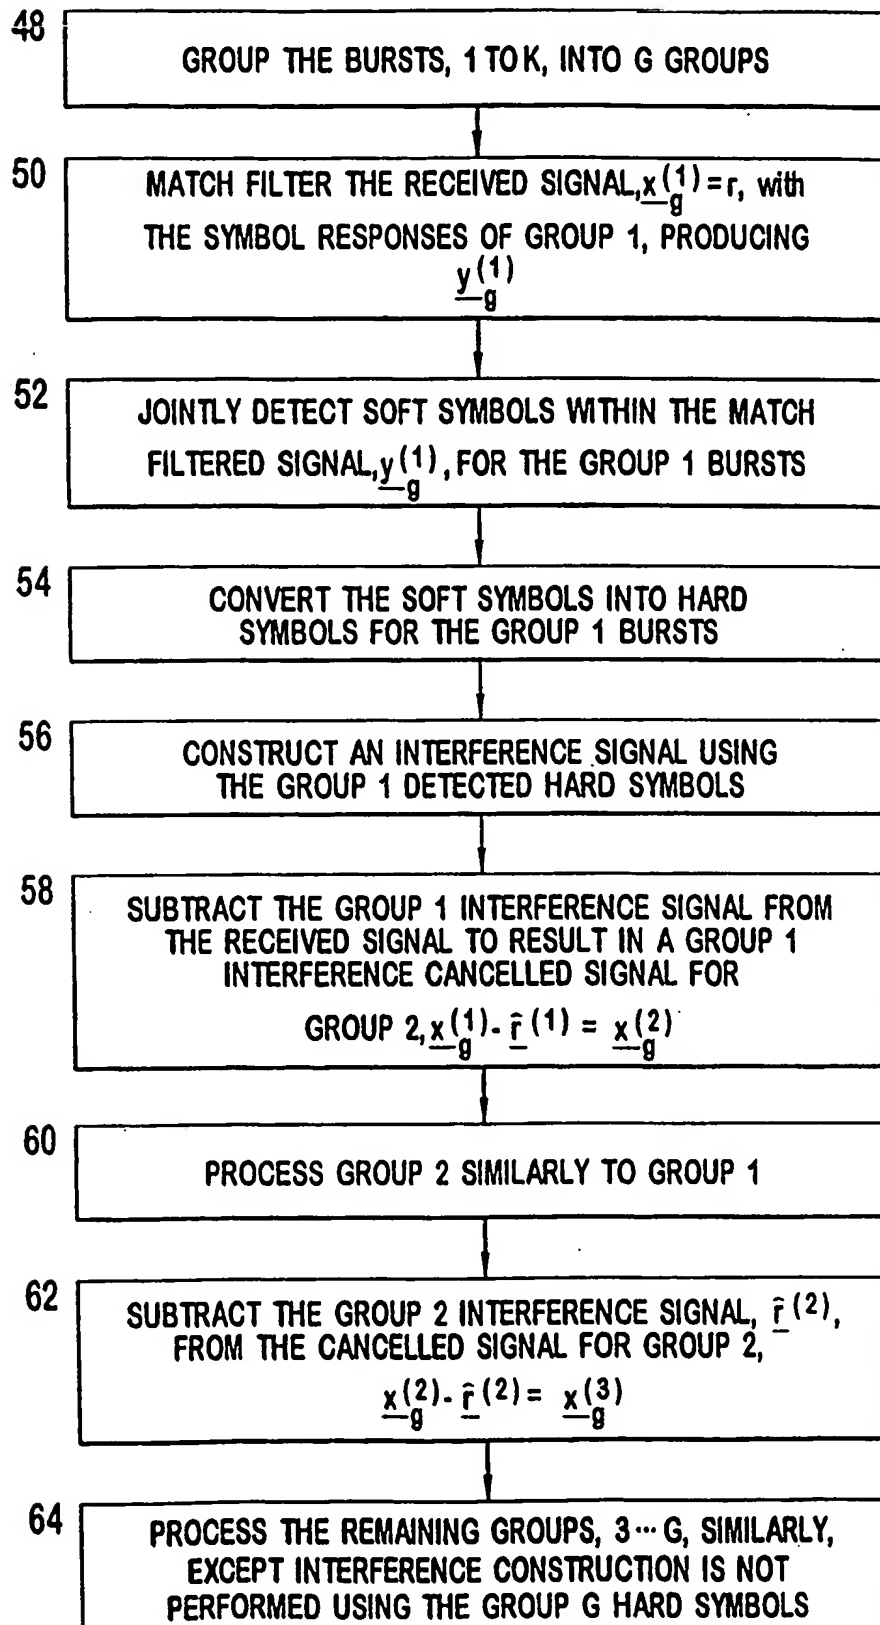 48
GROUP THE BURSTS, 1 TO K, INTO G GROUPS
50
MATCH FILTER THE RECEIVED SIGNAL, x_g^(1) = r, with
THE SYMBOL RESPONSES OF GROUP 1, PRODUCING
y_g^(1)
52
JOINTLY DETECT SOFT SYMBOLS WITHIN THE MATCH
FILTERED SIGNAL, y_g^(1), FOR THE GROUP 1 BURSTS
54
CONVERT THE SOFT SYMBOLS INTO HARD
SYMBOLS FOR THE GROUP 1 BURSTS
56
CONSTRUCT AN INTERFERENCE SIGNAL USING
THE GROUP 1 DETECTED HARD SYMBOLS
58
SUBTRACT THE GROUP 1 INTERFERENCE SIGNAL FROM
THE RECEIVED SIGNAL TO RESULT IN A GROUP 1
INTERFERENCE CANCELLED SIGNAL FOR
GROUP 2, x_g^(1) - r̂^(1) = x_g^(2)
60
PROCESS GROUP 2 SIMILARLY TO GROUP 1
62
SUBTRACT THE GROUP 2 INTERFERENCE SIGNAL, r̂^(2),
FROM THE CANCELLED SIGNAL FOR GROUP 2,
x_g^(2) - r̂^(2) = x_g^(3)
64
PROCESS THE REMAINING GROUPS, 3···G, SIMILARLY,
EXCEPT INTERFERENCE CONSTRUCTION IS NOT
PERFORMED USING THE GROUP G HARD SYMBOLS